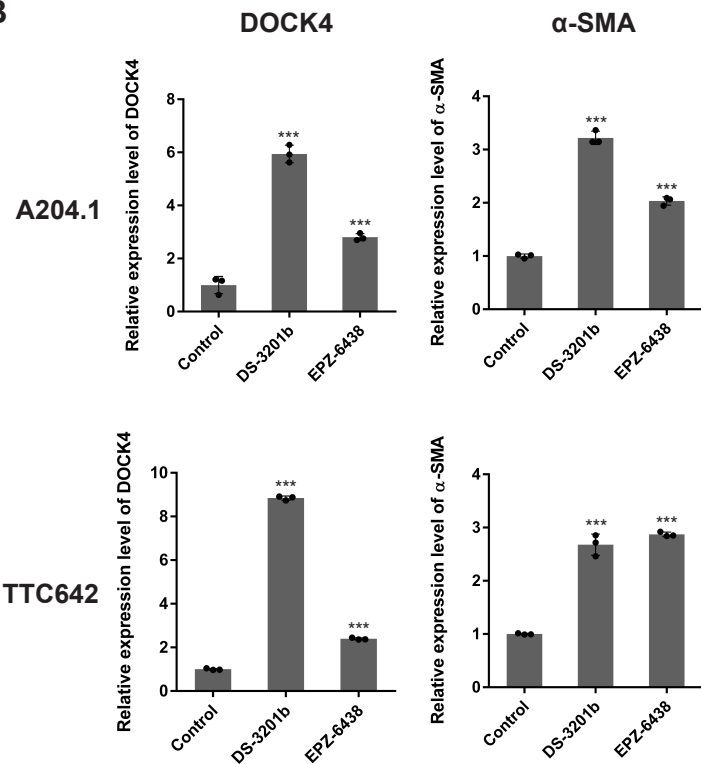 DOCK4
α-SMA
A204.1
Relative expression level of DOCK4
8
6
4
2
0
***
***
Control
DS-3201b
EPZ-6438
Relative expression level of α-SMA
4
3
2
1
0
***
***
Control
DS-3201b
EPZ-6438
TTC642
Relative expression level of DOCK4
10
8
6
4
2
0
***
***
Control
DS-3201b
EPZ-6438
Relative expression level of α-SMA
4
3
2
1
0
***
***
Control
DS-3201b
EPZ-6438